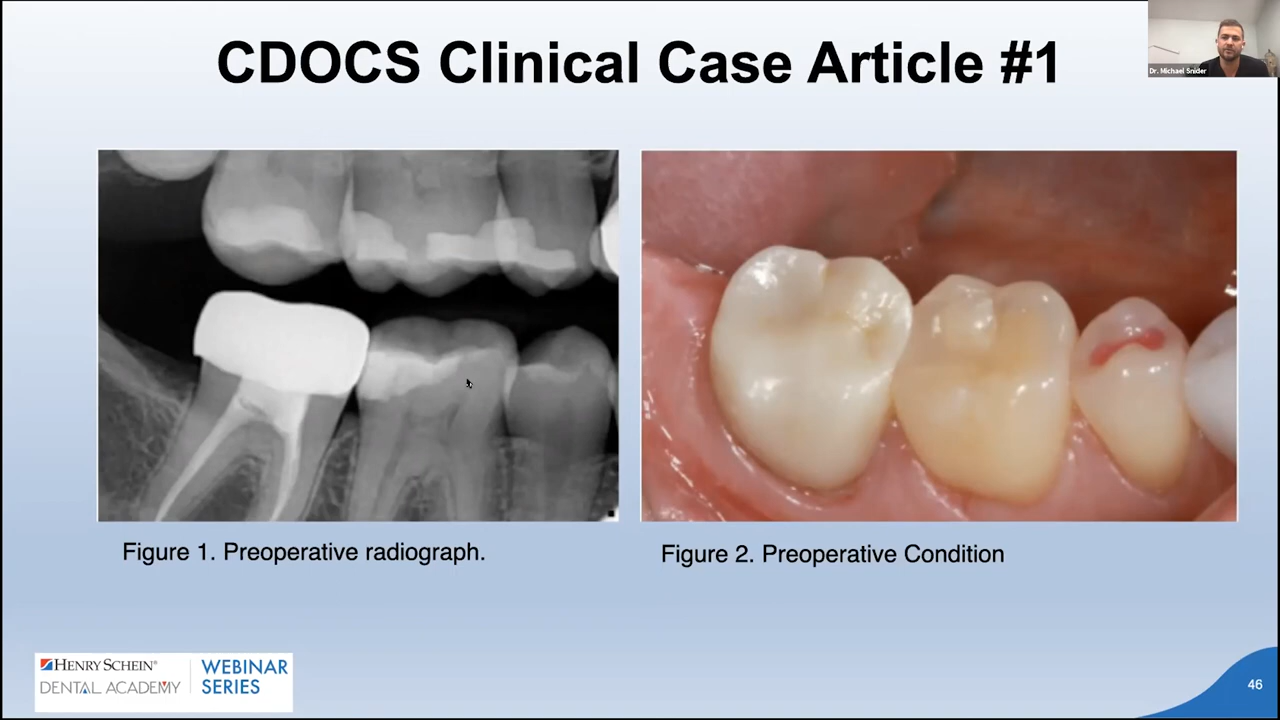 CDOCS Clinical Case Article #1
Dr. Michael Snider
Figure 1. Preoperative radiograph.
Figure 2. Preoperative Condition
HENRY SCHEIN®
DENTAL ACADEMY
WEBINAR
SERIES
46